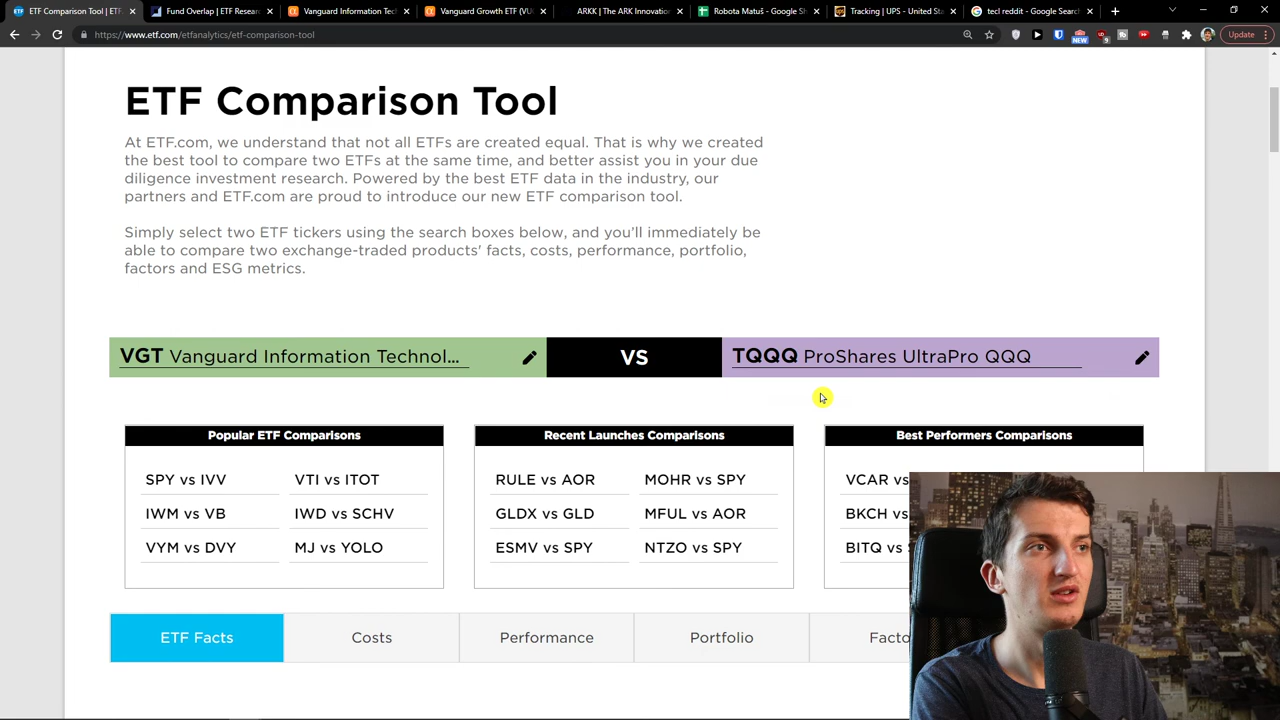 ETF Comparison Tool | ETF.
Fund Overlap | ETF Resear
Vanguard Information Tech
Vanguard Growth ETF (VU
ARKK | The ARK Innovation
Robota Matuš - Google Sh
Tracking | UPS - United Sta
tecl reddit - Google Search
https://www.etf.com/etfanalytics/etf-comparison-tool
NEW
9
Update
ETF Comparison Tool
At ETF.com, we understand that not all ETFs are created equal. That is why we created
the best tool to compare two ETFs at the same time, and better assist you in your due
diligence investment research. Powered by the best ETF data in the industry, our
partners and ETF.com are proud to introduce our new ETF comparison tool.
Simply select two ETF tickers using the search boxes below, and you'll immediately be
able to compare two exchange-traded products' facts, costs, performance, portfolio,
factors and ESG metrics.
VGT Vanguard Information Technol...
VS
TQQQ ProShares UltraPro QQQ
Popular ETF Comparisons
SPY vs IVV
VTI vs ITOT
IWM vs VB
IWD vs SCHV
VYM vs DVY
MJ vs YOLO
Recent Launches Comparisons
RULE vs AOR
MOHR vs SPY
GLDX vs GLD
MFUL vs AOR
ESMV vs SPY
NTZO vs SPY
Best Performers Comparisons
VCAR vs
BKCH vs
BITQ vs
ETF Facts
Costs
Performance
Portfolio
Facto